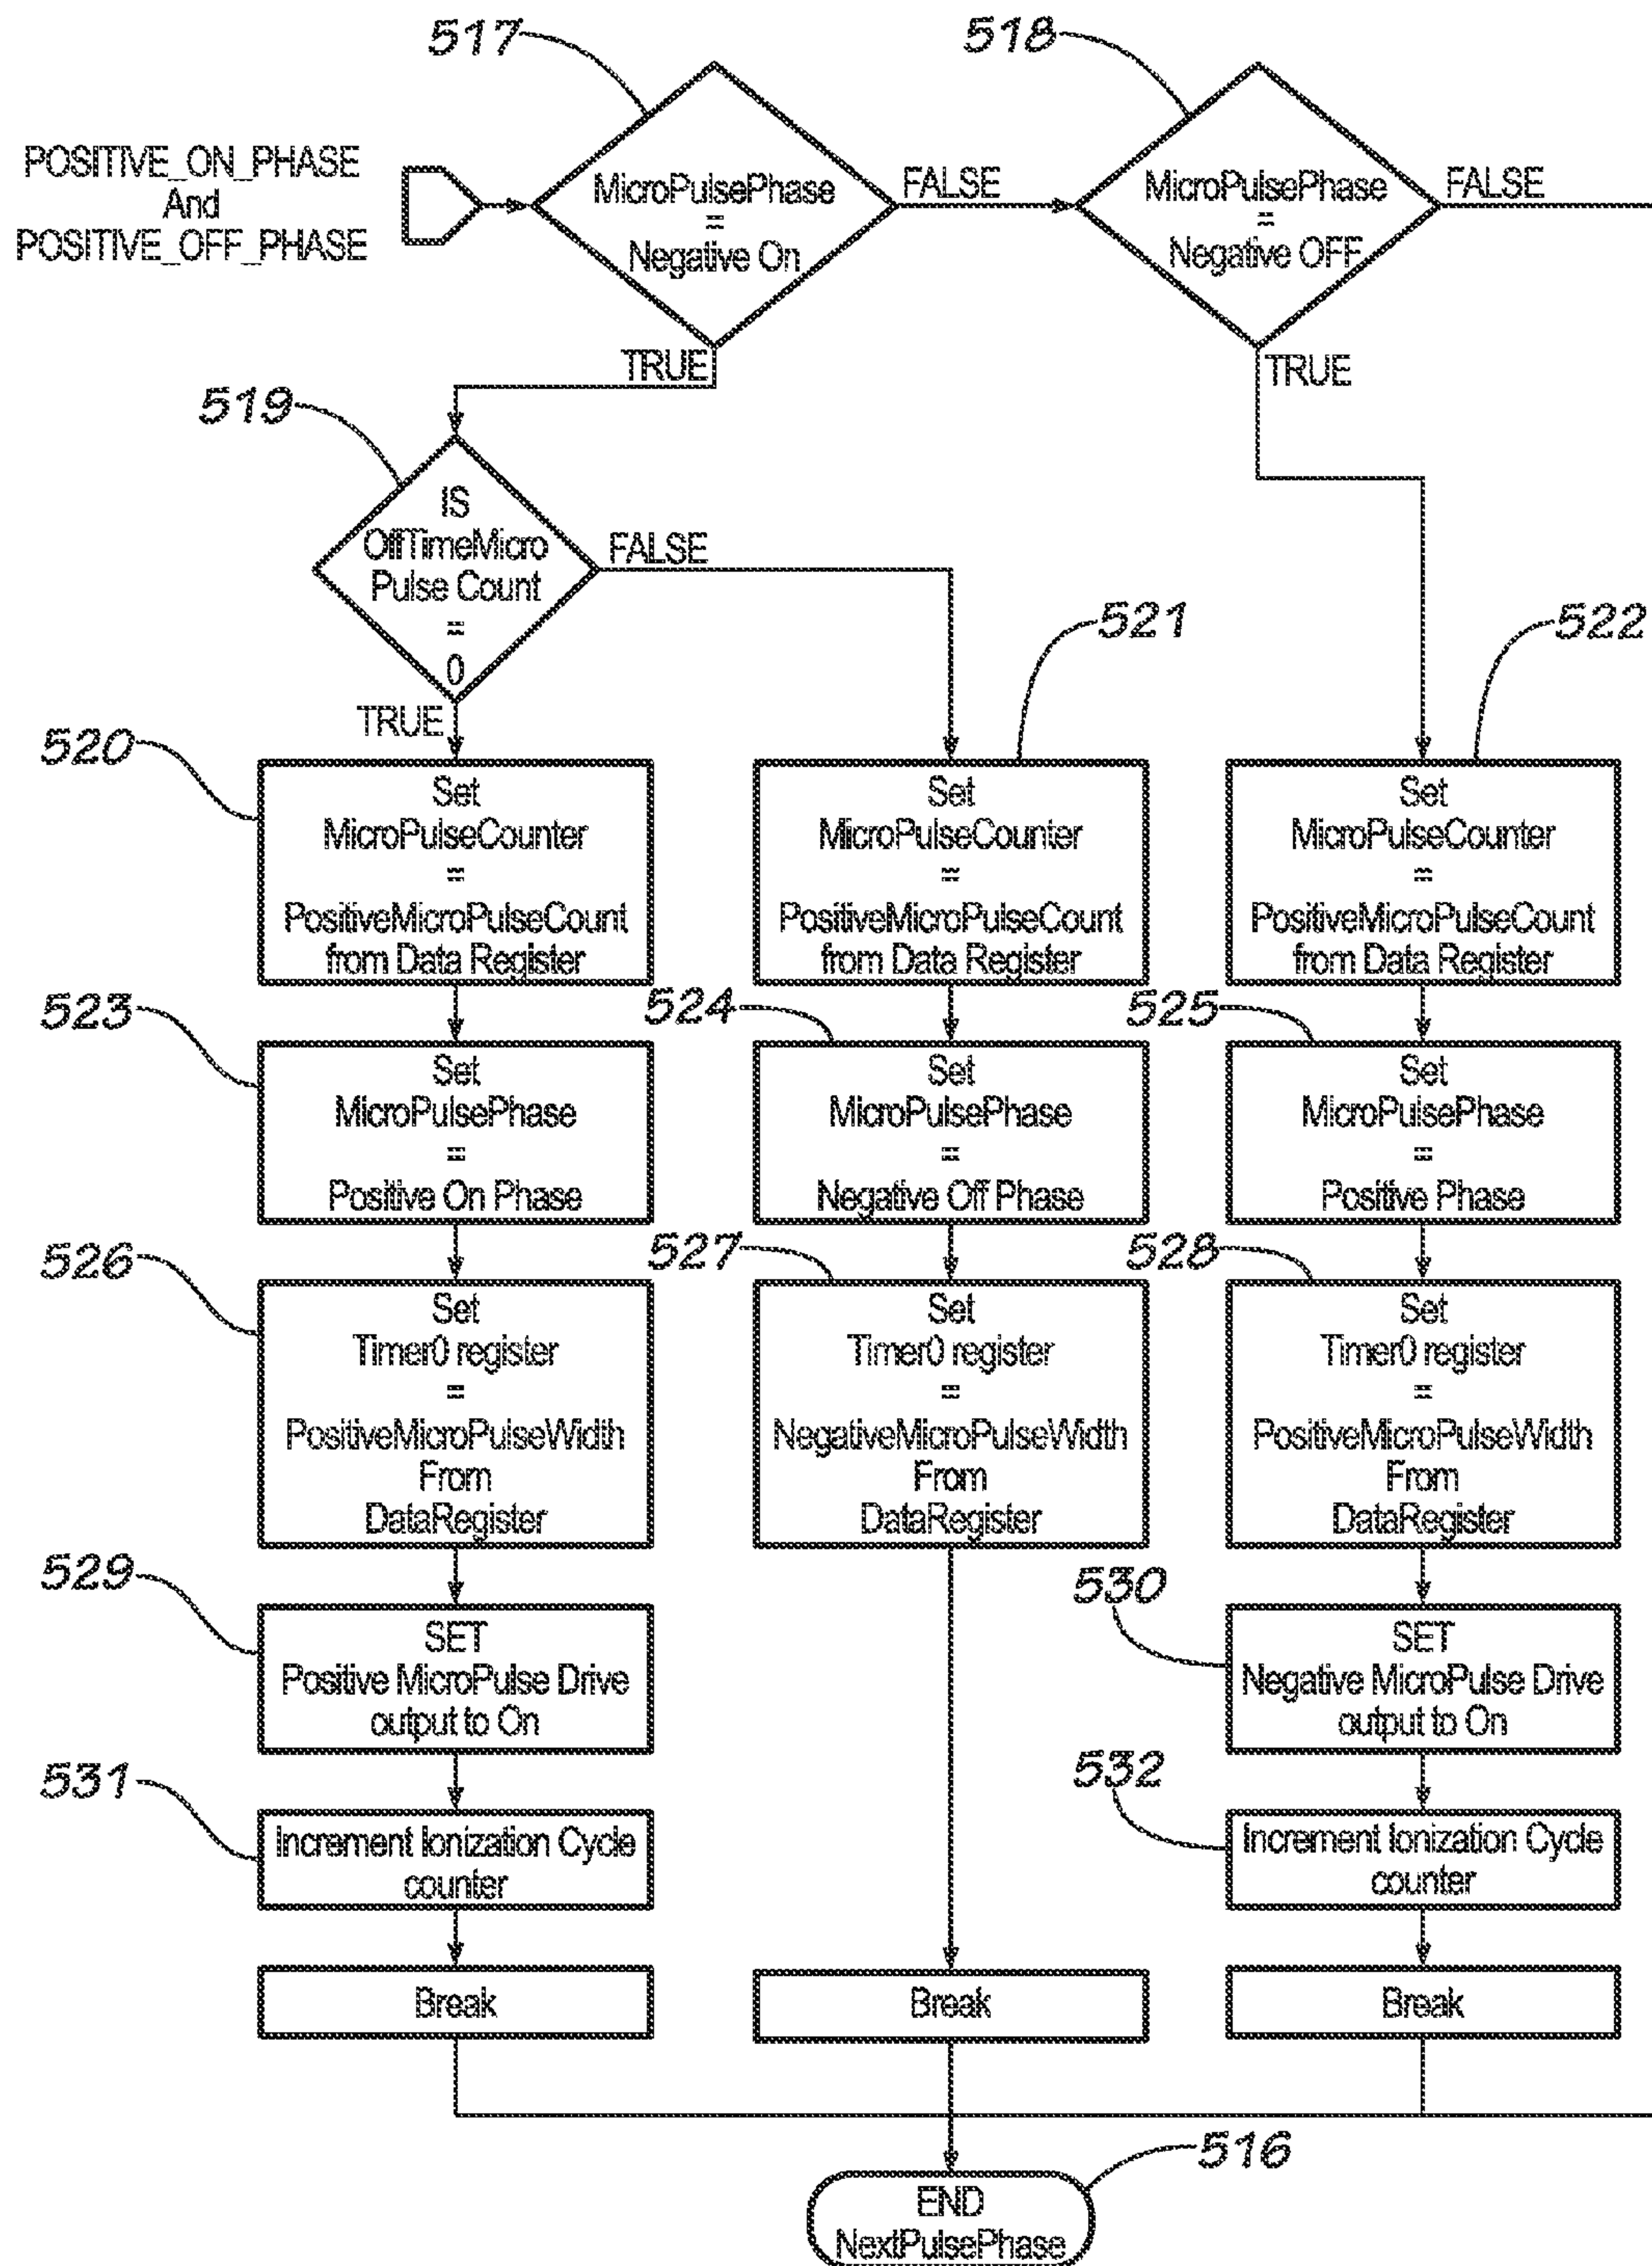 517
518
POSITIVE_ON_PHASE
And
POSITIVE_OFF_PHASE
MicroPulsePhase
=
Negative On
FALSE
MicroPulsePhase
=
Negative OFF
FALSE
TRUE
TRUE
519
IS
OffTimeMicro
Pulse Count
=
0
FALSE
TRUE
520
Set
MicroPulseCounter
=
PositiveMicroPulseCount
from Data Register
521
Set
MicroPulseCounter
=
PositiveMicroPulseCount
from Data Register
522
Set
MicroPulseCounter
=
PositiveMicroPulseCount
from Data Register
523
Set
MicroPulsePhase
=
Positive On Phase
524
Set
MicroPulsePhase
=
Negative Off Phase
525
Set
MicroPulsePhase
=
Positive Phase
526
Set
Timer0 register
=
PositiveMicroPulseWidth
From
DataRegister
527
Set
Timer0 register
=
NegativeMicroPulseWidth
From
DataRegister
528
Set
Timer0 register
=
PositiveMicroPulseWidth
From
DataRegister
529
SET
Positive MicroPulse Drive
output to On
530
SET
Negative MicroPulse Drive
output to On
531
Increment Ionization Cycle
counter
532
Increment Ionization Cycle
counter
Break
Break
Break
516
END
NextPulsePhase